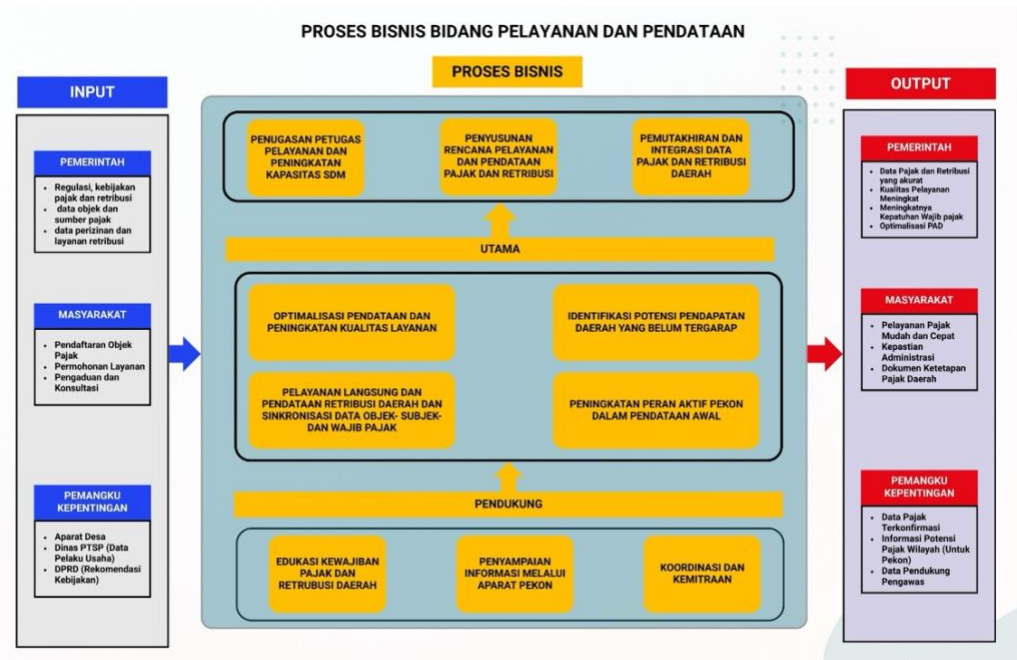 PROSES BISNIS BIDANG PELAYANAN DAN PENDATAAN
INPUT
PEMERINTAH
• Regulasi, kebijakan
pajak dan retribusi
• data objek dan
sumber pajak
• data perizinan dan
layanan retribusi
MASYARAKAT
• Pendaftaran Objek
Pajak
• Permohonan Layanan
• Pengaduan dan
Konsultasi
PEMANGKU
KEPENTINGAN
• Aparat Desa
• Dinas PTSP (Data
Pelaku Usaha)
• DPRD (Rekomendasi
Kebijakan)
PROSES BISNIS
PENUGASAN PETUGAS
PELAYANAN DAN
PENINGKATAN
KAPASITAS SDM
PENYUSUNAN
RENCANA PELAYANAN
DAN PENDATAAN
PAJAK DAN RETRIBUSI
PEMUTAKHIRAN DAN
INTEGRASI DATA
PAJAK DAN RETRIBUSI
DAERAH
UTAMA
OPTIMALISASI PENDATAAN DAN
PENINGKATAN KUALITAS LAYANAN
IDENTIFIKASI POTENSI PENDAPATAN
DAERAH YANG BELUM TERGARAP
PELAYANAN LANGSUNG DAN
PENDATAAN RETRIBUSI DAERAH DAN
SINKRONISASI DATA OBJEK- SUBJEK-
DAN WAJIB PAJAK
PENINGKATAN PERAN AKTIF PEKON
DALAM PENDATAAN AWAL
PENDUKUNG
EDUKASI KEWAJIBAN
PAJAK DAN
RETRUBUSI DAERAH
PENYAMPAIAN
INFORMASI MELALUI
APARAT PEKON
KOORDINASI DAN
KEMITRAAN
OUTPUT
PEMERINTAH
• Data Pajak dan Retribusi
yang akurat
• Kualitas Pelayanan
Meningkat
• Meningkatnya
Kepatuhan Wajib pajak
• Optimalisasi PAD
MASYARAKAT
• Pelayanan Pajak
Mudah dan Cepat
• Kepastian
Administrasi
• Dokumen Ketetapan
Pajak Daerah
PEMANGKU
KEPENTINGAN
• Data Pajak
Terkonfirmasi
• Informasi Potensi
Pajak Wilayah (Untuk
Pekon)
• Data Pendukung
Pengawas